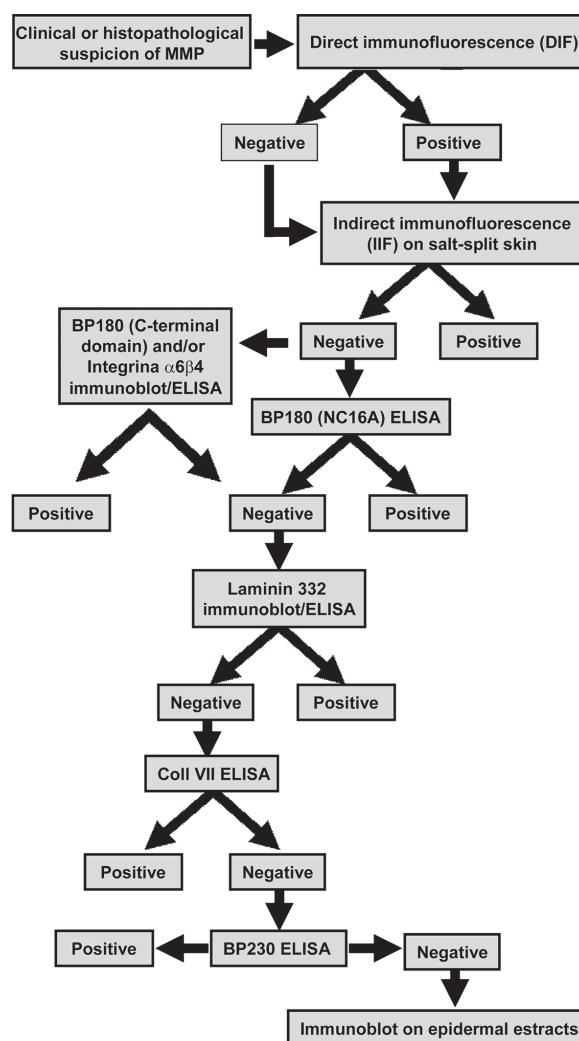 Clinical or histopathological
suspicion of MMP
Direct immunofluorescence (DIF)
Negative
Positive
Indirect immunofluorescence
(IIF) on salt-split skin
BP180 (C-terminal
domain) and/or
Integrina α6β4
immunoblot/ELISA
Negative
Positive
BP180 (NC16A) ELISA
Positive
Negative
Positive
Laminin 332
immunoblot/ELISA
Negative
Positive
Coll VII ELISA
Positive
Negative
Positive
BP230 ELISA
Negative
Immunoblot on epidermal estracts